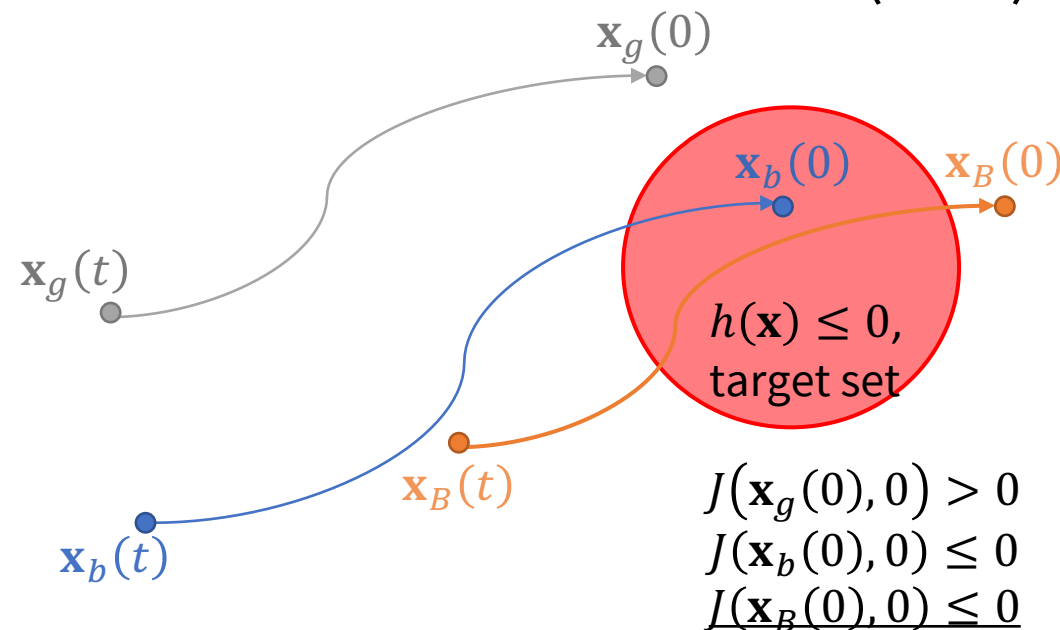 𝐱_g(0)
𝐱_b(0)
𝐱_B(0)
𝐱_g(t)
h(𝐱) ≤ 0,
target set
𝐱_B(t)
𝐱_b(t)
J(𝐱_g(0), 0) > 0
J(𝐱_b(0), 0) ≤ 0
J(𝐱_B(0), 0) ≤ 0